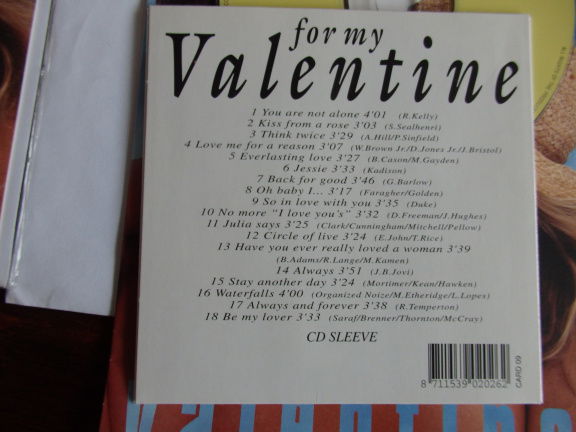 for my
Valentine
1 You are not alone 4'01 (R.Kelly)
2 Kiss from a rose 3'03 (S.Sealhenri)
3 Think twice 3'29 (A.Hill/P.Sinfield)
4 Love me for a reason 3'07 (W.Brown Jr./D.Jones Jr./J.Bristol)
5 Everlasting love 3'27 (B.Cason/M.Gayden)
6 Jessie 3'33 (Kadison)
7 Back for good 3'46 (G.Barlow)
8 Oh baby I... 3'17 (Faragher/Golden)
9 So in love with you 3'35 (Duke)
10 No more "I love you's" 3'32 (D.Freeman/J.Hughes)
11 Julia says 3'25 (Clark/Cunningham/Mitchell/Pellow)
12 Circle of live 3'24 (E.John/T.Rice)
13 Have you ever really loved a woman 3'39
(B.Adams/R.Lange/M.Kamen)
14 Always 3'51 (J.B.Jovi)
15 Stay another day 3'24 (Mortimer/Kean/Hawken)
16 Waterfalls 4'00 (Organized Noize/M.Etheridge/L.Lopes)
17 Always and forever 3'38 (R.Temperton)
18 Be my lover 3'33 (Saraf/Brenner/Thornton/McCray)
CD SLEEVE
CARD 09
8 711539 020262
Valentine